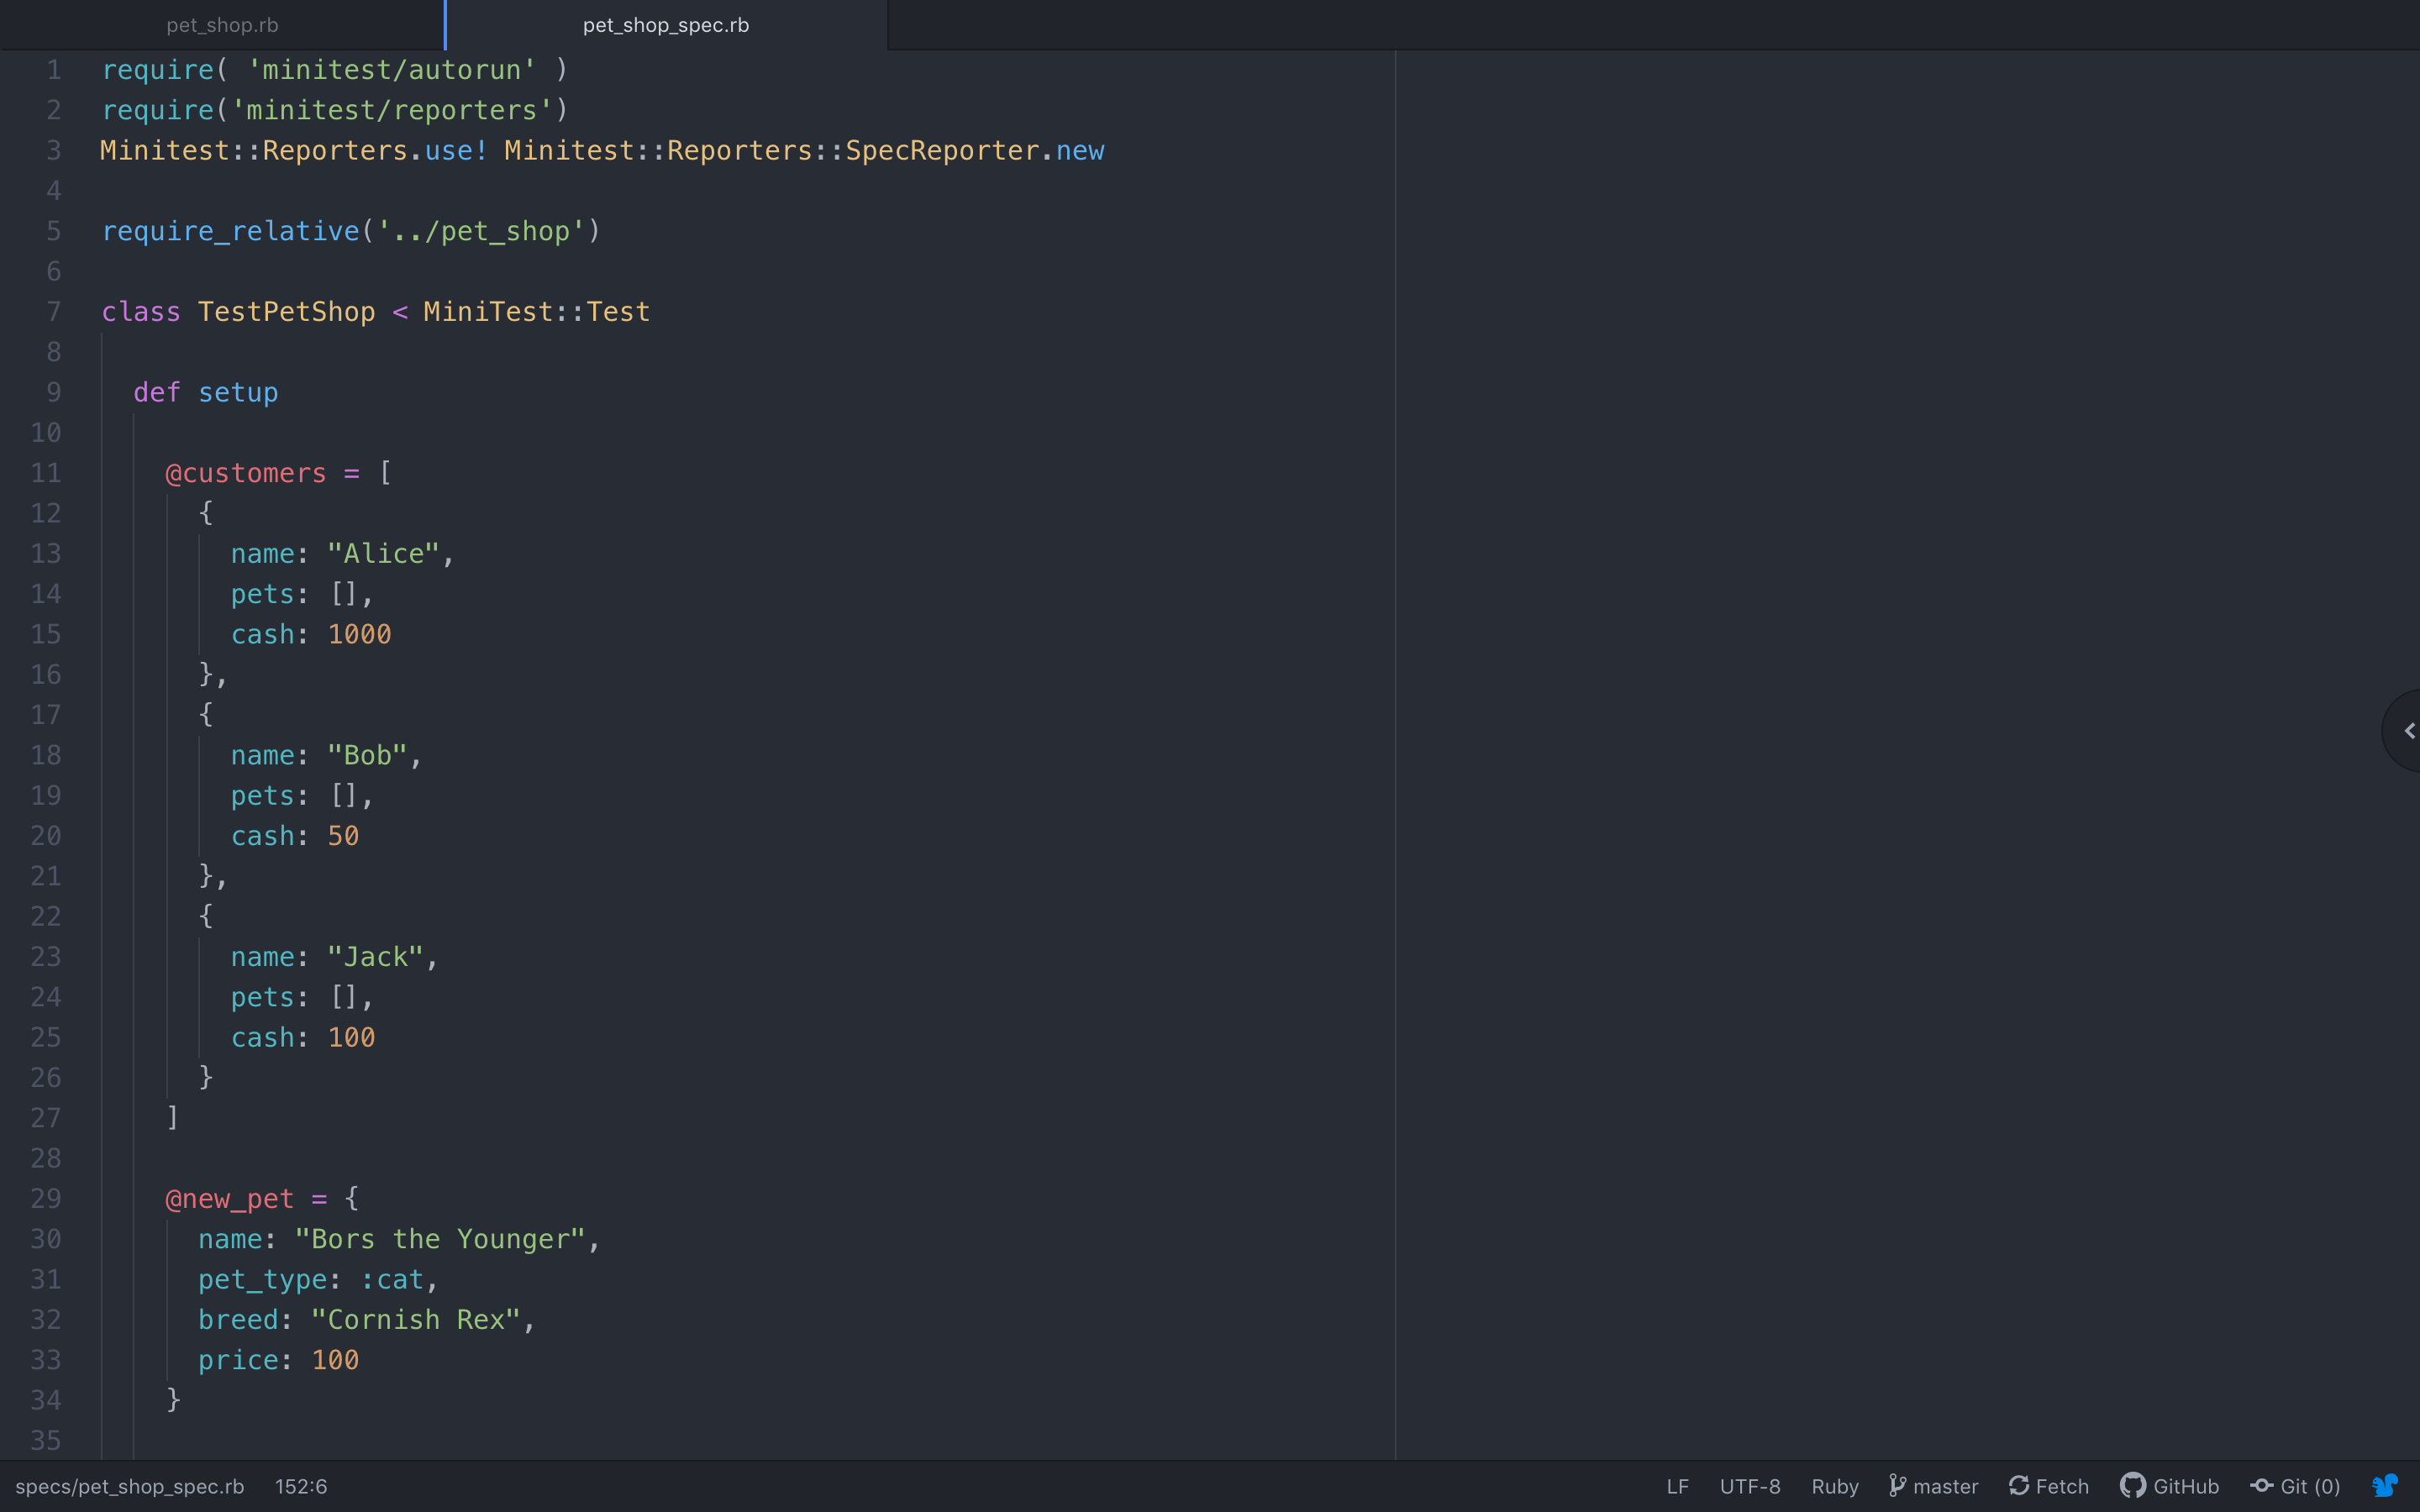 pet_shop.rb
pet_shop_spec.rb
1 require( 'minitest/autorun' )
2 require('minitest/reporters')
3 Minitest::Reporters.use! Minitest::Reporters::SpecReporter.new
4
5 require_relative('../pet_shop')
6
7 class TestPetShop < MiniTest::Test
8
9 def setup
10
11 @customers = [
12 {
13 name: "Alice",
14 pets: [],
15 cash: 1000
16 },
17 {
18 name: "Bob",
19 pets: [],
20 cash: 50
21 },
22 {
23 name: "Jack",
24 pets: [],
25 cash: 100
26 }
27 ]
28
29 @new_pet = {
30 name: "Bors the Younger",
31 pet_type: :cat,
32 breed: "Cornish Rex",
33 price: 100
34 }
35
specs/pet_shop_spec.rb 152:6 LF UTF-8 Ruby master Fetch GitHub Git (0)